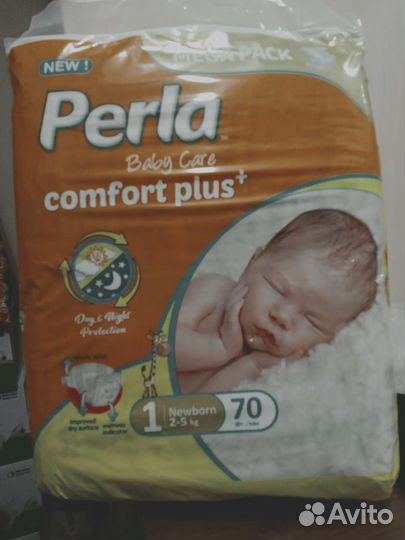 MEGA PACK
NEW !
Perla
Baby Care
comfort plus+
Day & Night
Protection
1 Newborn 70
2-5 kg
improved
dry surface
wetness
indicator
Avito